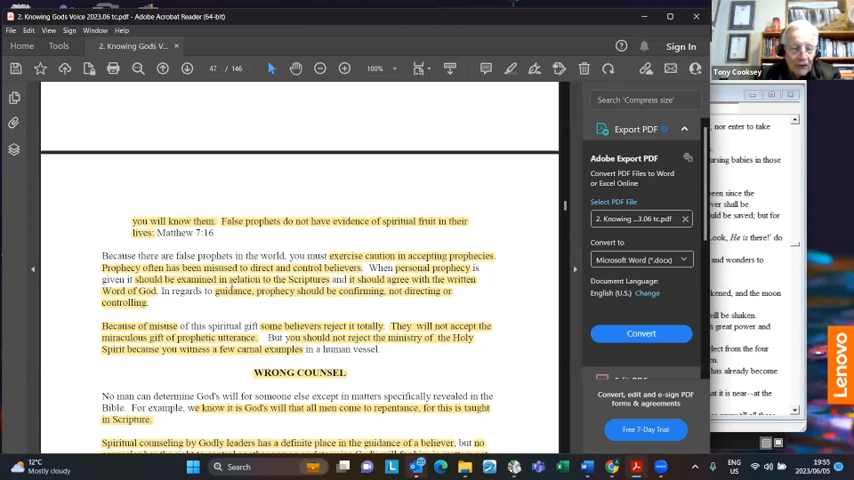 2. Knowing Gods Voice 2023.06 tc.pdf - Adobe Acrobat Reader (64-bit)
File Edit View Sign Window Help
Home Tools 2. Knowing Gods V... × Sign In
47 / 146 100%
Tony Cooksey
you will know them. False prophets do not have evidence of spiritual fruit in their
lives: Matthew 7:16
Because there are false prophets in the world, you must exercise caution in accepting prophecies.
Prophecy often has been misused to direct and control believers. When personal prophecy is
given it should be examined in relation to the Scriptures and it should agree with the written
Word of God. In regards to guidance, prophecy should be confirming, not directing or
controlling.
Because of misuse of this spiritual gift some believers reject it totally. They will not accept the
miraculous gift of prophetic utterance. But you should not reject the ministry of the Holy
Spirit because you witness a few carnal examples in a human vessel.
WRONG COUNSEL
No man can determine God's will for someone else except in matters specifically revealed in the
Bible. For example, we know it is God's will that all men come to repentance, for this is taught
in Scripture.
Spiritual counseling by Godly leaders has a definite place in the guidance of a believer, but no
Search 'Compress size'
Export PDF
Adobe Export PDF
Convert PDF Files to Word
or Excel Online
Select PDF File
2. Knowing ...3.06 tc.pdf ×
Convert to
Microsoft Word (*.docx)
Document Language:
English (U.S.) Change
Convert
Convert, edit and e-sign PDF
forms & agreements
Free 7-Day Trial
, nor enter to take
ursing babies in those
been since the
ver shall be.
ould be saved; but for
Look, He is there!' do
and wonders to
ckened, and the moon
will be shaken.
th great power and
elect from the four
has already become
at it is near--at the
Lenovo
12°C
Mostly cloudy
Search
ENG
US
19:55
2023/06/05